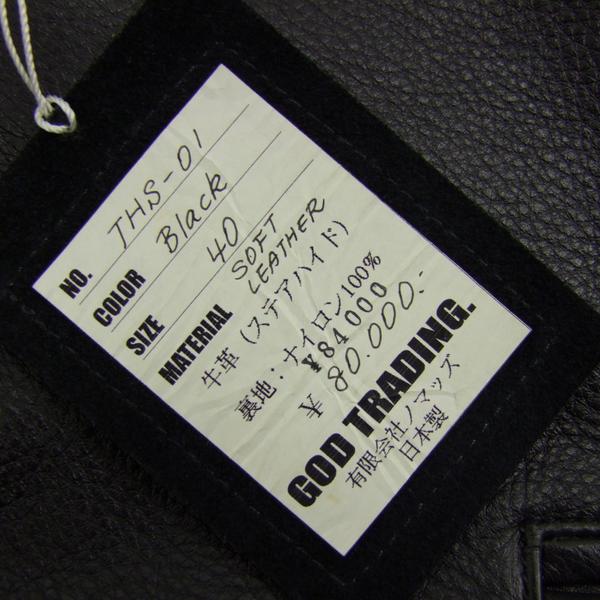 NO. THS-01
COLOR Black
SIZE 40
MATERIAL SOFT LEATHER
牛革 (ステアハイド)
裏地:ナイロン100%
¥84,000
¥ 80.000.-
GOD TRADING.
有限会社ノマッズ
日本製